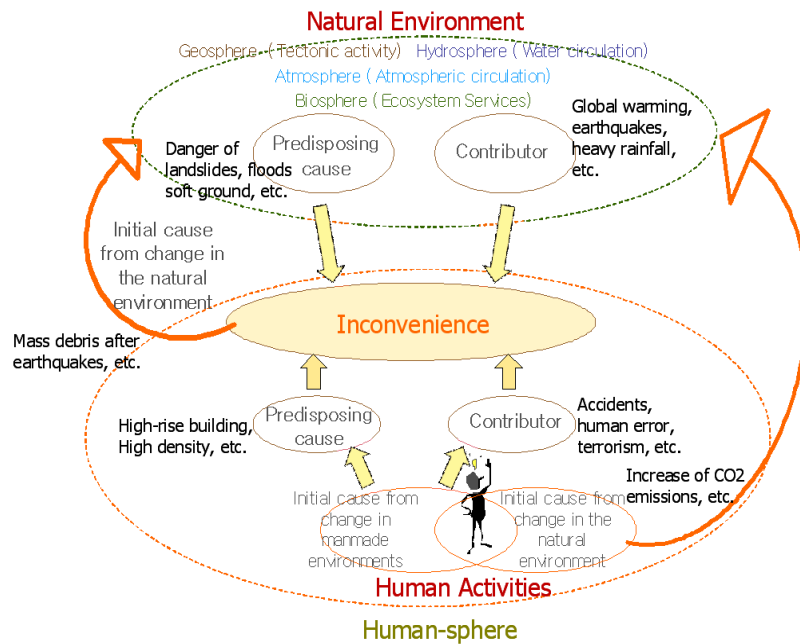 Natural Environment
Geosphere ( Tectonic activity) Hydrosphere ( Water circulation)
Atmosphere ( Atmospheric circulation)
Biosphere ( Ecosystem Services)
Predisposing
cause
Contributor
Global warming,
earthquakes,
heavy rainfall,
etc.
Danger of
landslides, floods
soft ground, etc.
Initial cause
from change in
the natural
environment
Inconvenience
Mass debris after
earthquakes, etc.
High-rise building,
High density, etc.
Predisposing
cause
Contributor
Accidents,
human error,
terrorism, etc.
Increase of CO2
emissions, etc.
Initial cause from
change in
manmade
environments
Initial cause from
change in the
natural
environment
Human Activities
Human-sphere